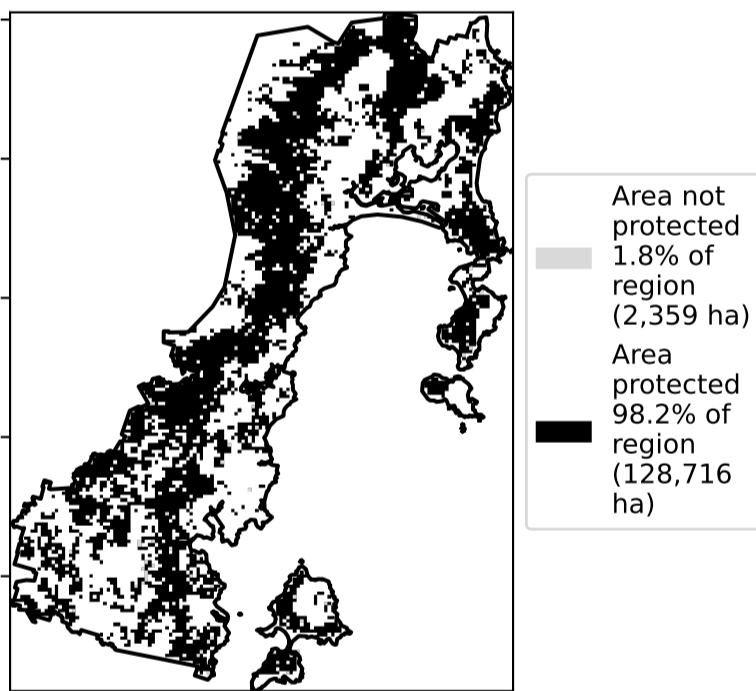 Area not
protected
1.8% of
region
(2,359 ha)
Area
protected
98.2% of
region
(128,716
ha)